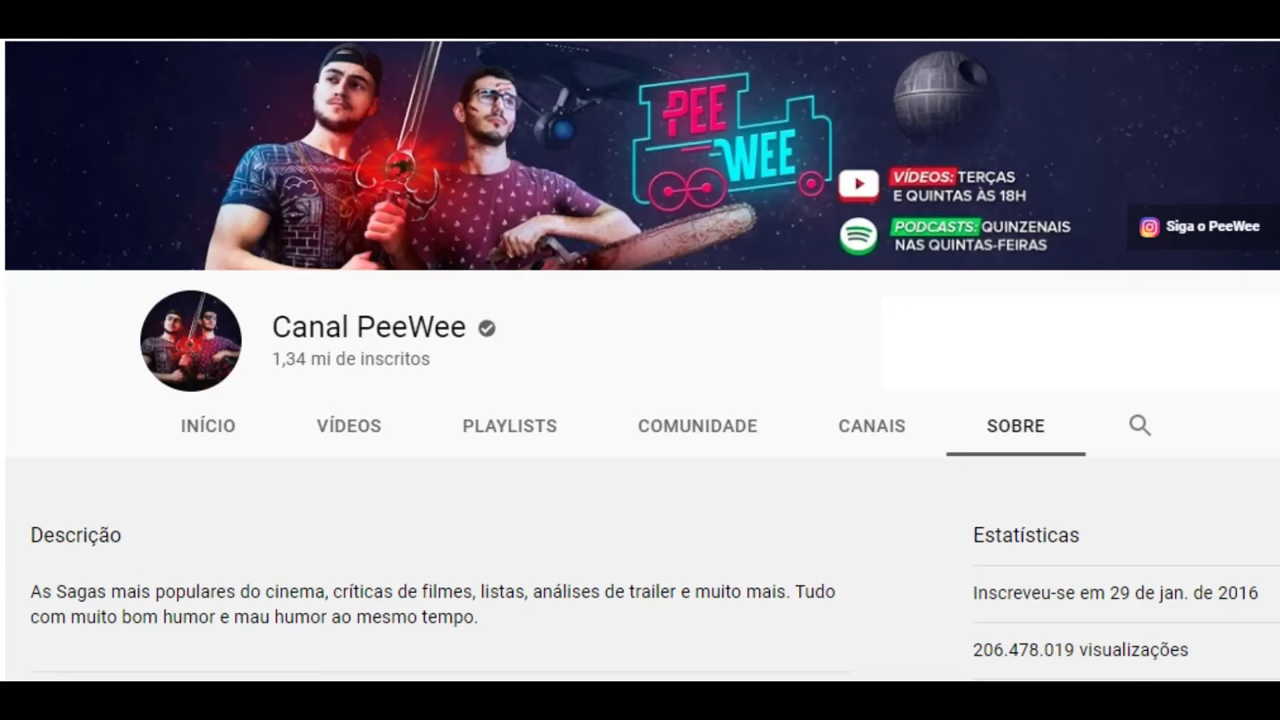 PEE
WEE
VÍDEOS: TERÇAS
E QUINTAS ÀS 18H
PODCASTS: QUINZENAIS
NAS QUINTAS-FEIRAS
Siga o PeeWee
Canal PeeWee
1,34 mi de inscritos
INÍCIO VÍDEOS PLAYLISTS COMUNIDADE CANAIS SOBRE
Descrição
As Sagas mais populares do cinema, críticas de filmes, listas, análises de trailer e muito mais. Tudo
com muito bom humor e mau humor ao mesmo tempo.
Estatísticas
Inscreveu-se em 29 de jan. de 2016
206.478.019 visualizações